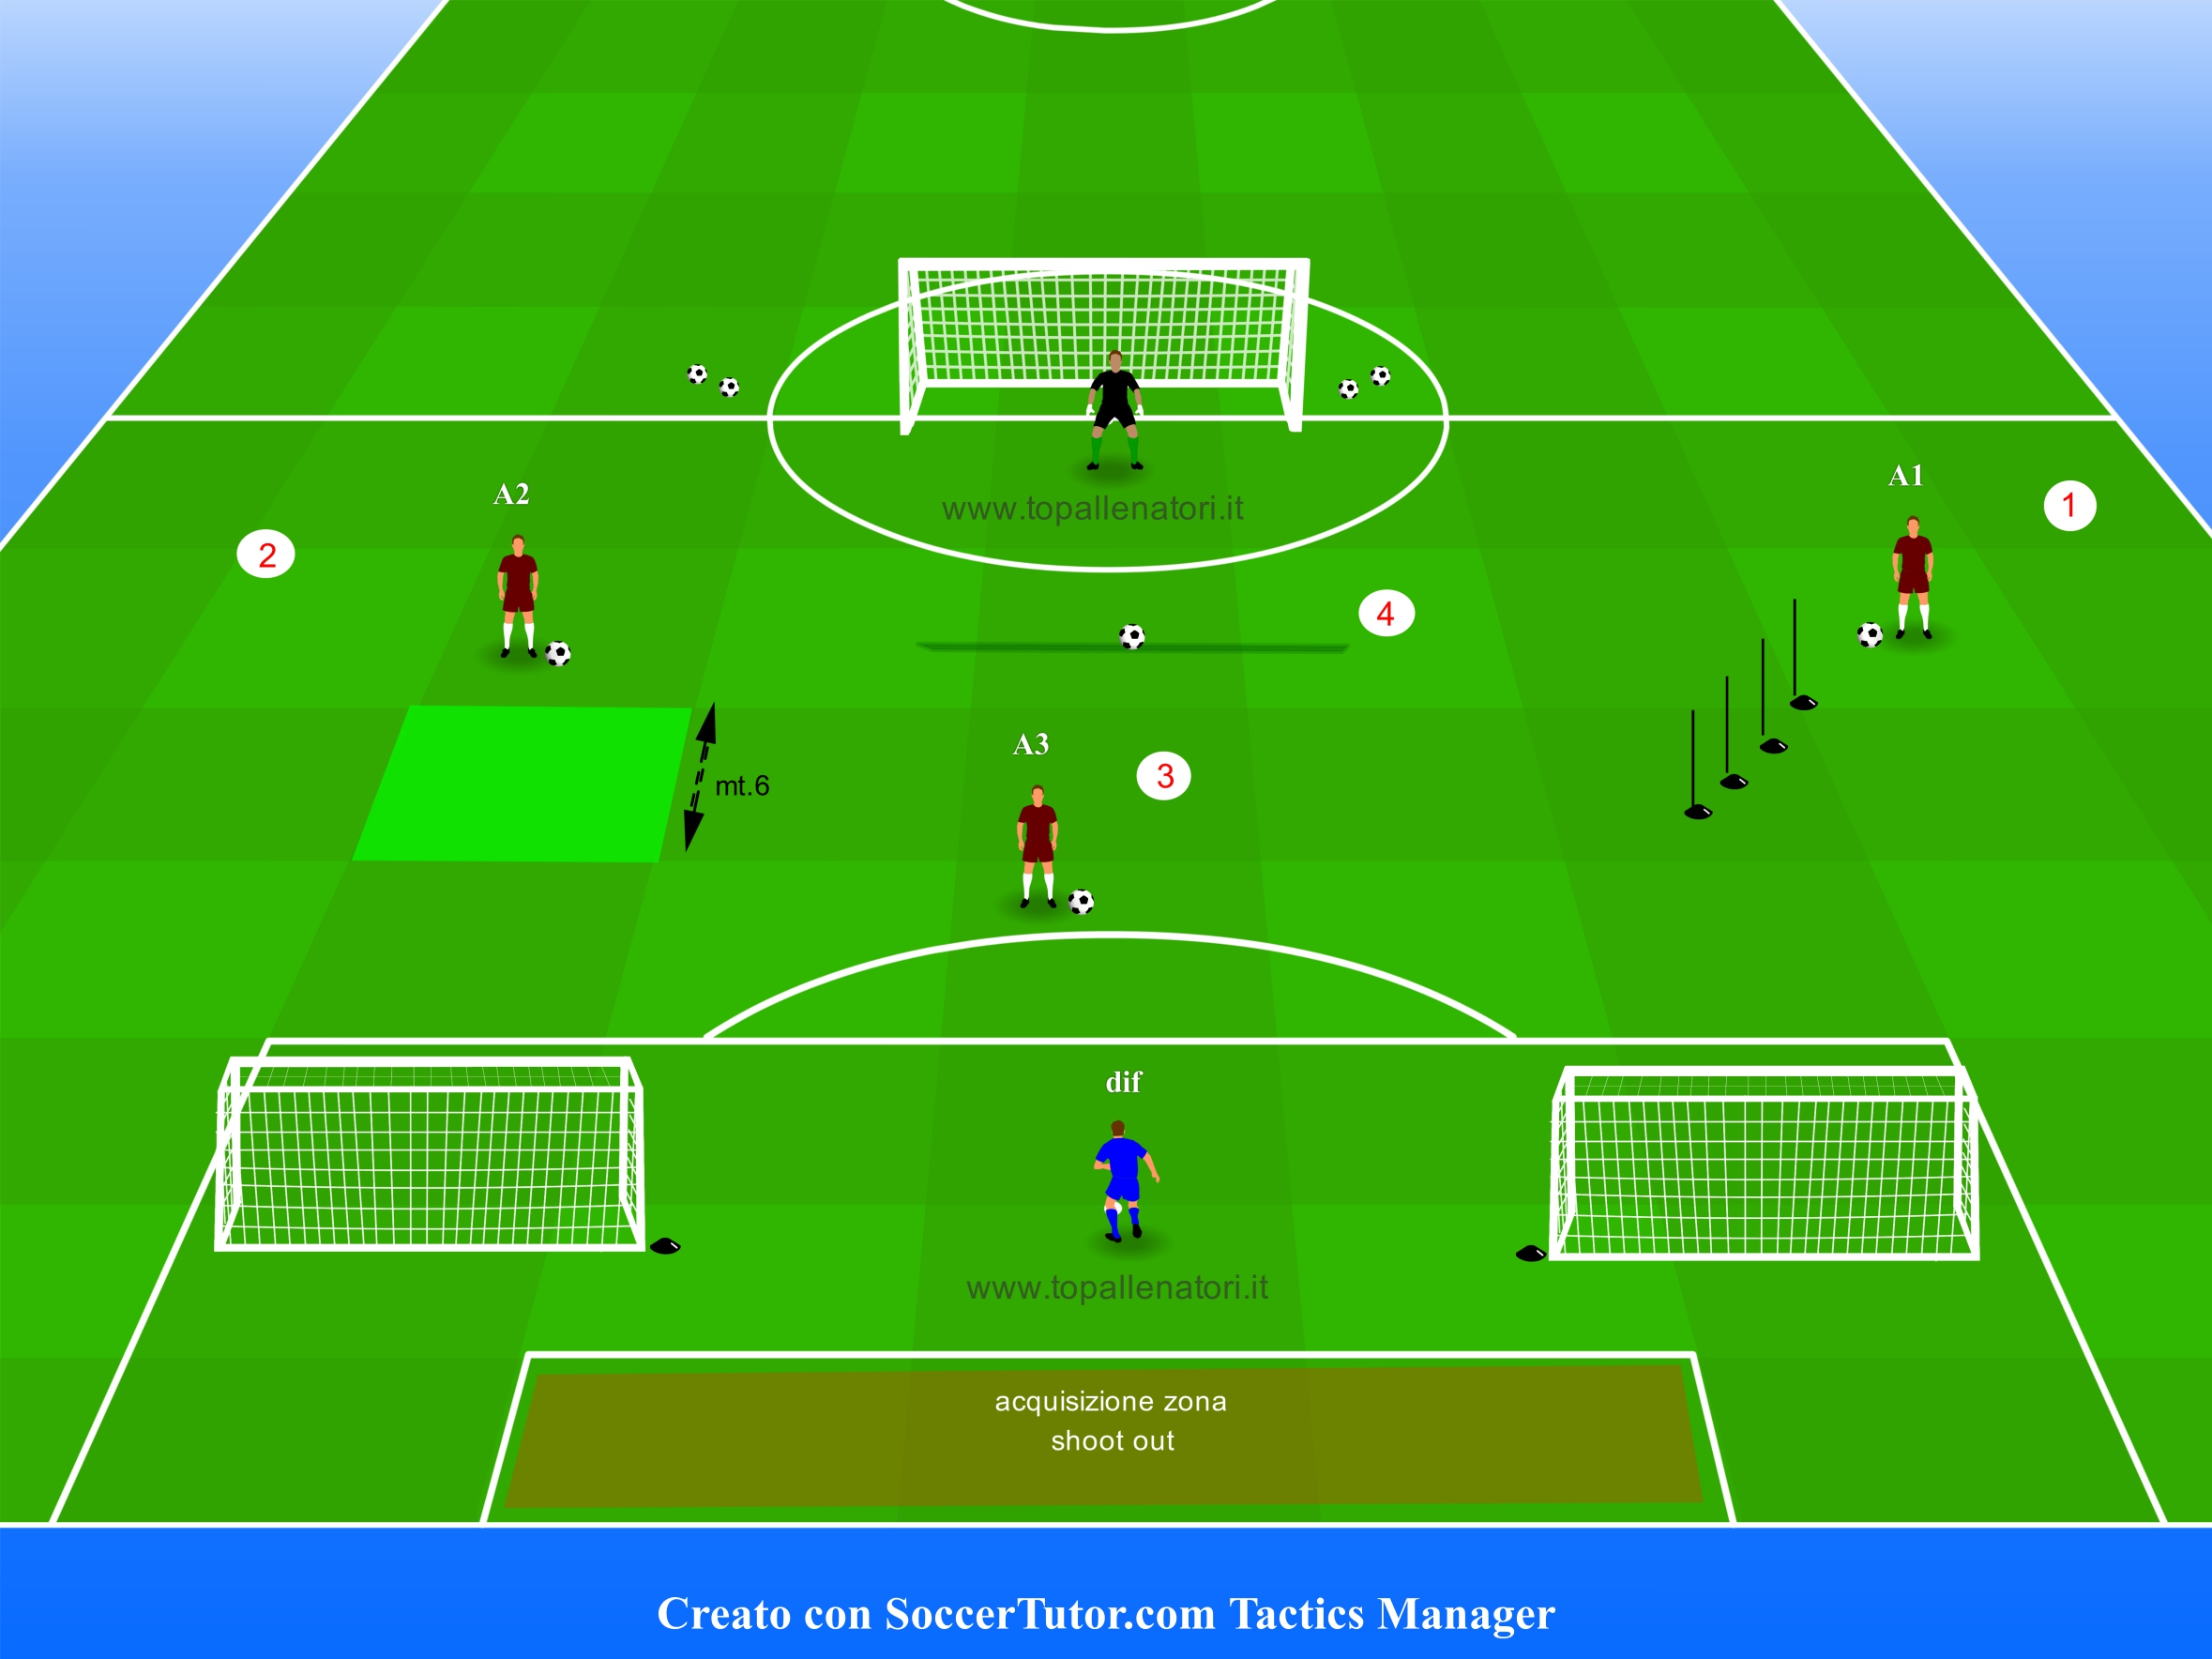 A1
1
A2
www.topallenatori.it
2
4
A3
3
mt.6
dif
www.topallenatori.it
acquisizione zona
shoot out
Creato con SoccerTutor.com Tactics Manager